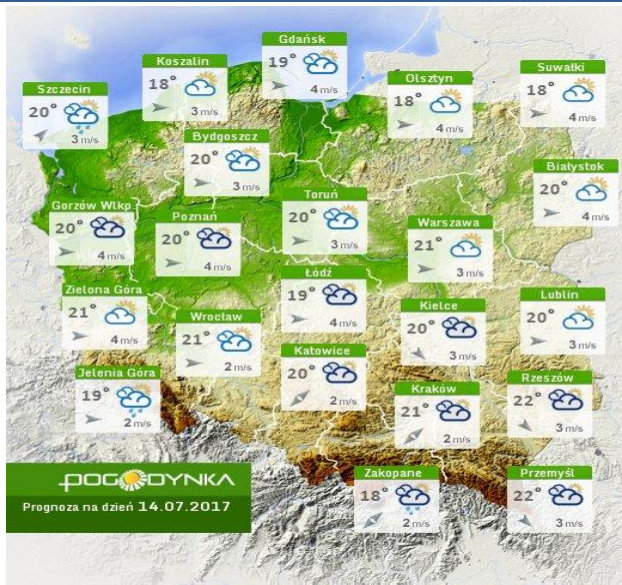 Gdańsk
19°
4 m/s
Koszalin
18°
3 m/s
Suwałki
18°
4 m/s
Olsztyn
18°
4 m/s
Szczecin
20°
3 m/s
Bydgoszcz
20°
3 m/s
Białystok
20°
4 m/s
Toruń
20°
3 m/s
Gorzów Wlkp
20°
4 m/s
Poznań
20°
4 m/s
Warszawa
21°
3 m/s
Łódź
19°
4 m/s
Zielona Góra
21°
4 m/s
Lublin
20°
3 m/s
Kielce
20°
3 m/s
Wrocław
21°
2 m/s
Katowice
20°
2 m/s
Jelenia Góra
19°
2 m/s
Rzeszów
22°
3 m/s
Kraków
21°
2 m/s
Zakopane
18°
2 m/s
Przemyśl
22°
3 m/s
POGODYNKA
Prognoza na dzień 14.07.2017